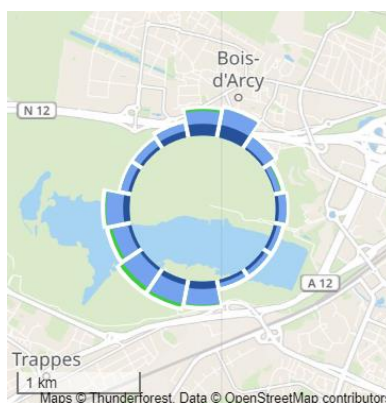 Bois-
d'Arcy
N 12
A 12
Trappes
1 km
Maps © Thunderforest, Data © OpenStreetMap contributors